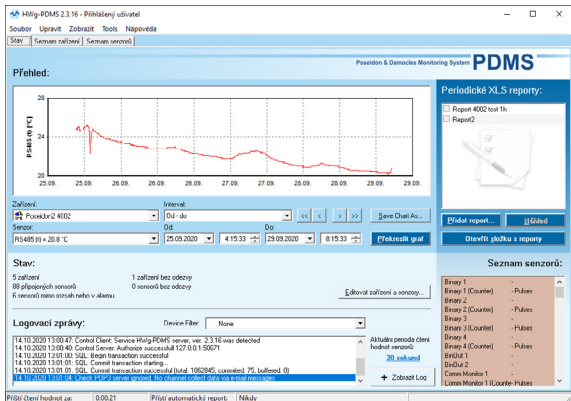 HWg-PDMS 2.3.16 - Přihlášený uživatel
Soubor Upravit Zobrazit Tools Nápověda
Stav Seznam zařízení Seznam senzorů
Přehled:
Poseidon & Damocles Monitoring System PDMS
28
24
20
RS485 (t) [°C]
25.09. 25.09. 26.09. 26.09. 27.09. 27.09. 28.09. 28.09. 29.09. 29.09.
Zařízení: Interval:
Poseidon2 4002 Od - do << < > >> Save Chart As...
Senzor: Od: Do:
RS485 (t) = 20.8 °C 25.09.2020 4:15:33 29.09.2020 8:15:33 Překreslit graf
Periodické XLS reporty:
Report 4002 test 1h
Report2
Přidat report... Náhled
Otevřít složku s reporty
Stav:
5 zařízení 1 zařízení bez odezvy
88 připojených senzorů 0 senzorů bez odezvy
6 senzorů mimo rozsah nebo v alarmu
Editovat zařízení a senzory...
Logovací zprávy: Device Filter: None
14.10.2020 13:00:47: Control Client: Service HWg-PDMS server, ver. 2.3.16 was detected
14.10.2020 13:00:40: Control Server: Authorize successfull 127.0.0.1:50671
14.10.2020 13:01:00: SQL: Begin transaction successful
14.10.2020 13:01:01: SQL: Commit transaction starting...
14.10.2020 13:01:01: SQL: Commit transaction successful (total: 1062845, commited: 75, buffered: 0)
14.10.2020 13:01:04: Check POP3 server ignored. No channel collect data via e-mail messages
Aktuální perioda čtení
hodnot senzorů:
30 sekund
+ Zobrazit Log
Seznam senzorů:
Binary 1 -
Binary 1 (Counter) - Pulses
Binary 2 -
Binary 2 (Counter) - Pulses
Binary 3 -
Binary 3 (Counter) - Pulses
Binary 4 -
Binary 4 (Counter) - Pulses
BinOut 1 -
BinOut 2 -
Comm Monitor 1 -
Comm Monitor 1 (Counte - Pulses
Příští čtení hodnot za: 0:00:21 Příští automatický report: Nikdy